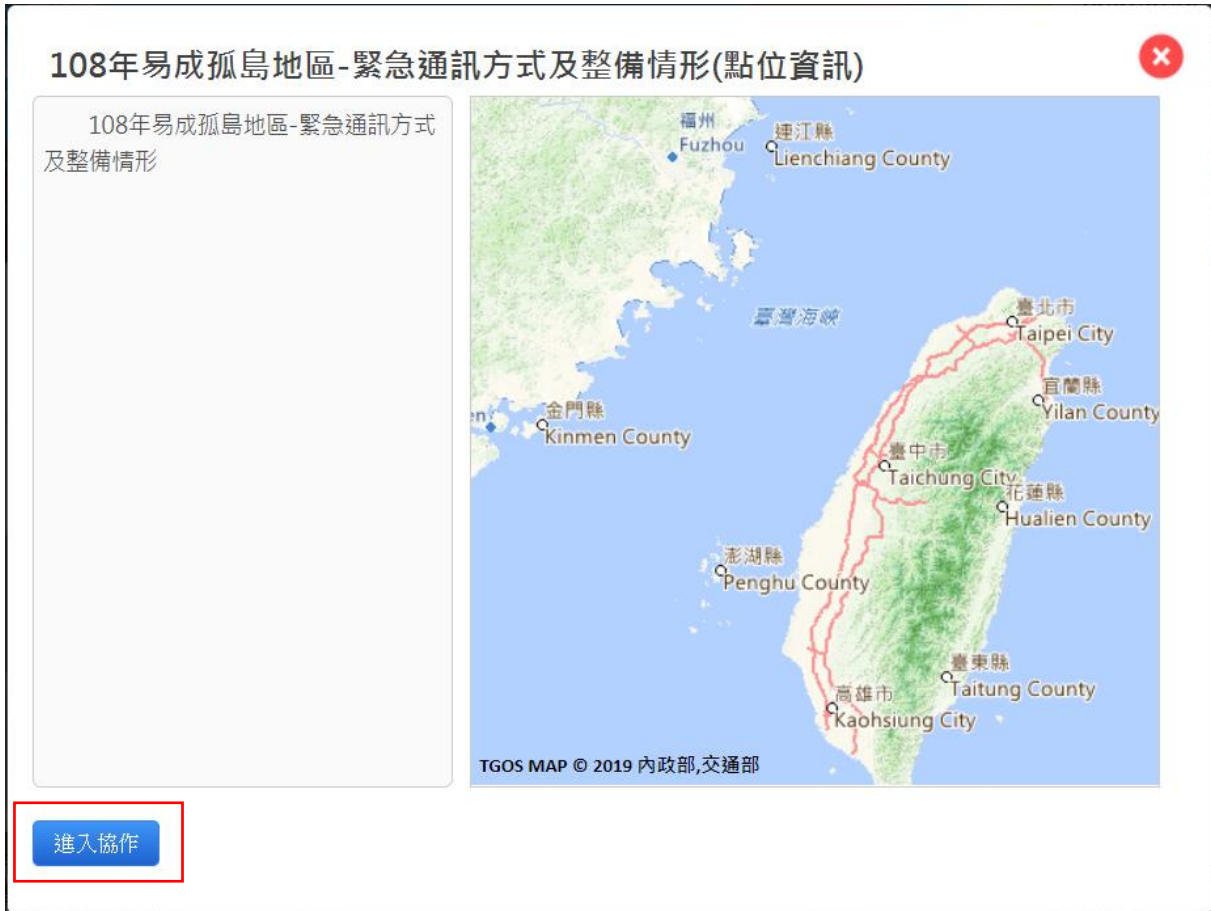 108年易成孤島地區-緊急通訊方式及整備情形(點位資訊)
108年易成孤島地區-緊急通訊方式
及整備情形
福州
Fuzhou
連江縣
Lienchiang County
臺灣海峽
臺北市
Taipei City
宜蘭縣
Yilan County
en
金門縣
Kinmen County
臺中市
Taichung City
花蓮縣
Hualien County
澎湖縣
Penghu County
臺東縣
Taitung County
高雄市
Kaohsiung City
TGOS MAP © 2019 內政部,交通部
進入協作